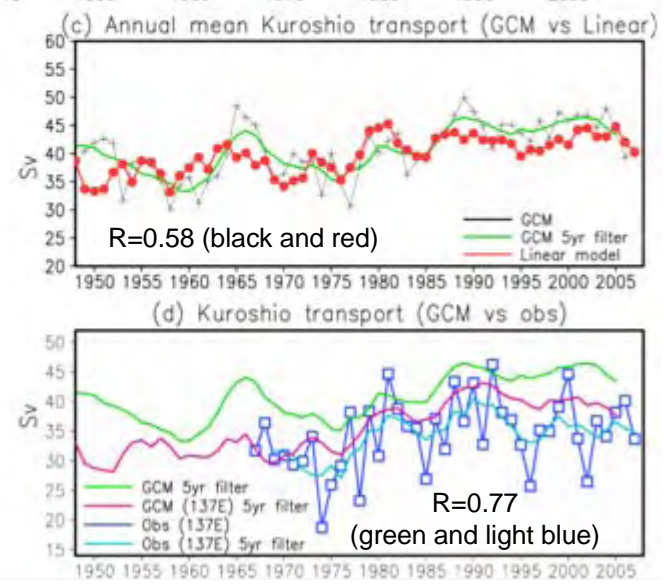 (c) Annual mean Kuroshio transport (GCM vs Linear)
60
55
50
45
40
35
30
25
20
Sv
R=0.58 (black and red)
GCM
GCM 5yr filter
Linear model
1950 1955 1960 1965 1970 1975 1980 1985 1990 1995 2000 2005
(d) Kuroshio transport (GCM vs obs)
50
45
40
35
30
25
20
15
Sv
GCM 5yr filter
GCM (137E) 5yr filter
Obs (137E)
Obs (137E) 5yr filter
R=0.77
(green and light blue)
1950 1955 1960 1965 1970 1975 1980 1985 1990 1995 2000 2005